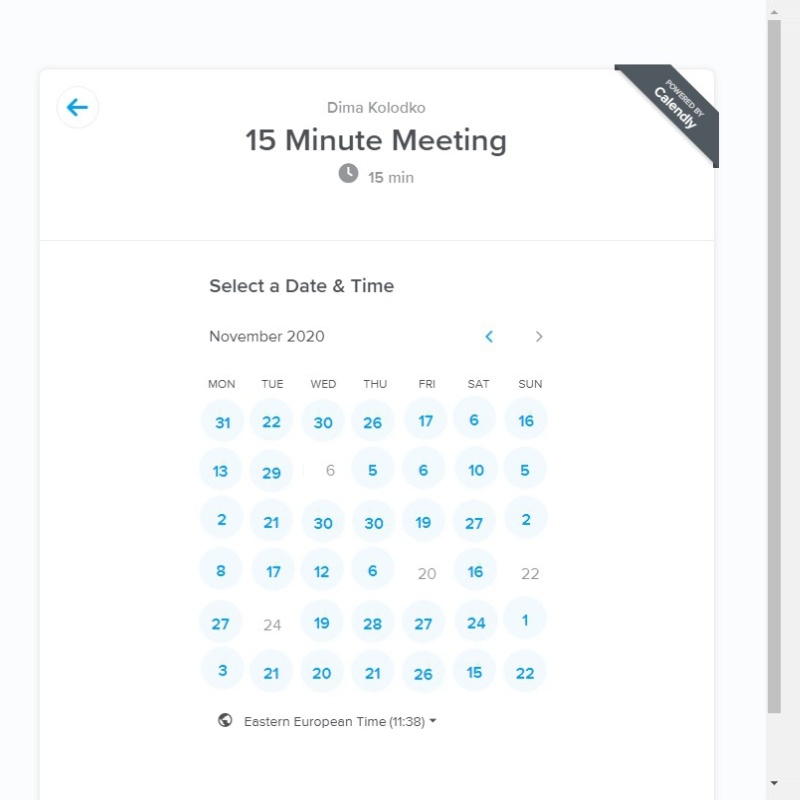 POWERED BY
Calendly
Dima Kolodko
15 Minute Meeting
15 min
Select a Date & Time
November 2020
MON TUE WED THU FRI SAT SUN
31 22 30 26 17 6 16
13 29 6 5 6 10 5
2 21 30 30 19 27 2
8 17 12 6 20 16 22
27 24 19 28 27 24 1
3 21 20 21 26 15 22
Eastern European Time (11:38)